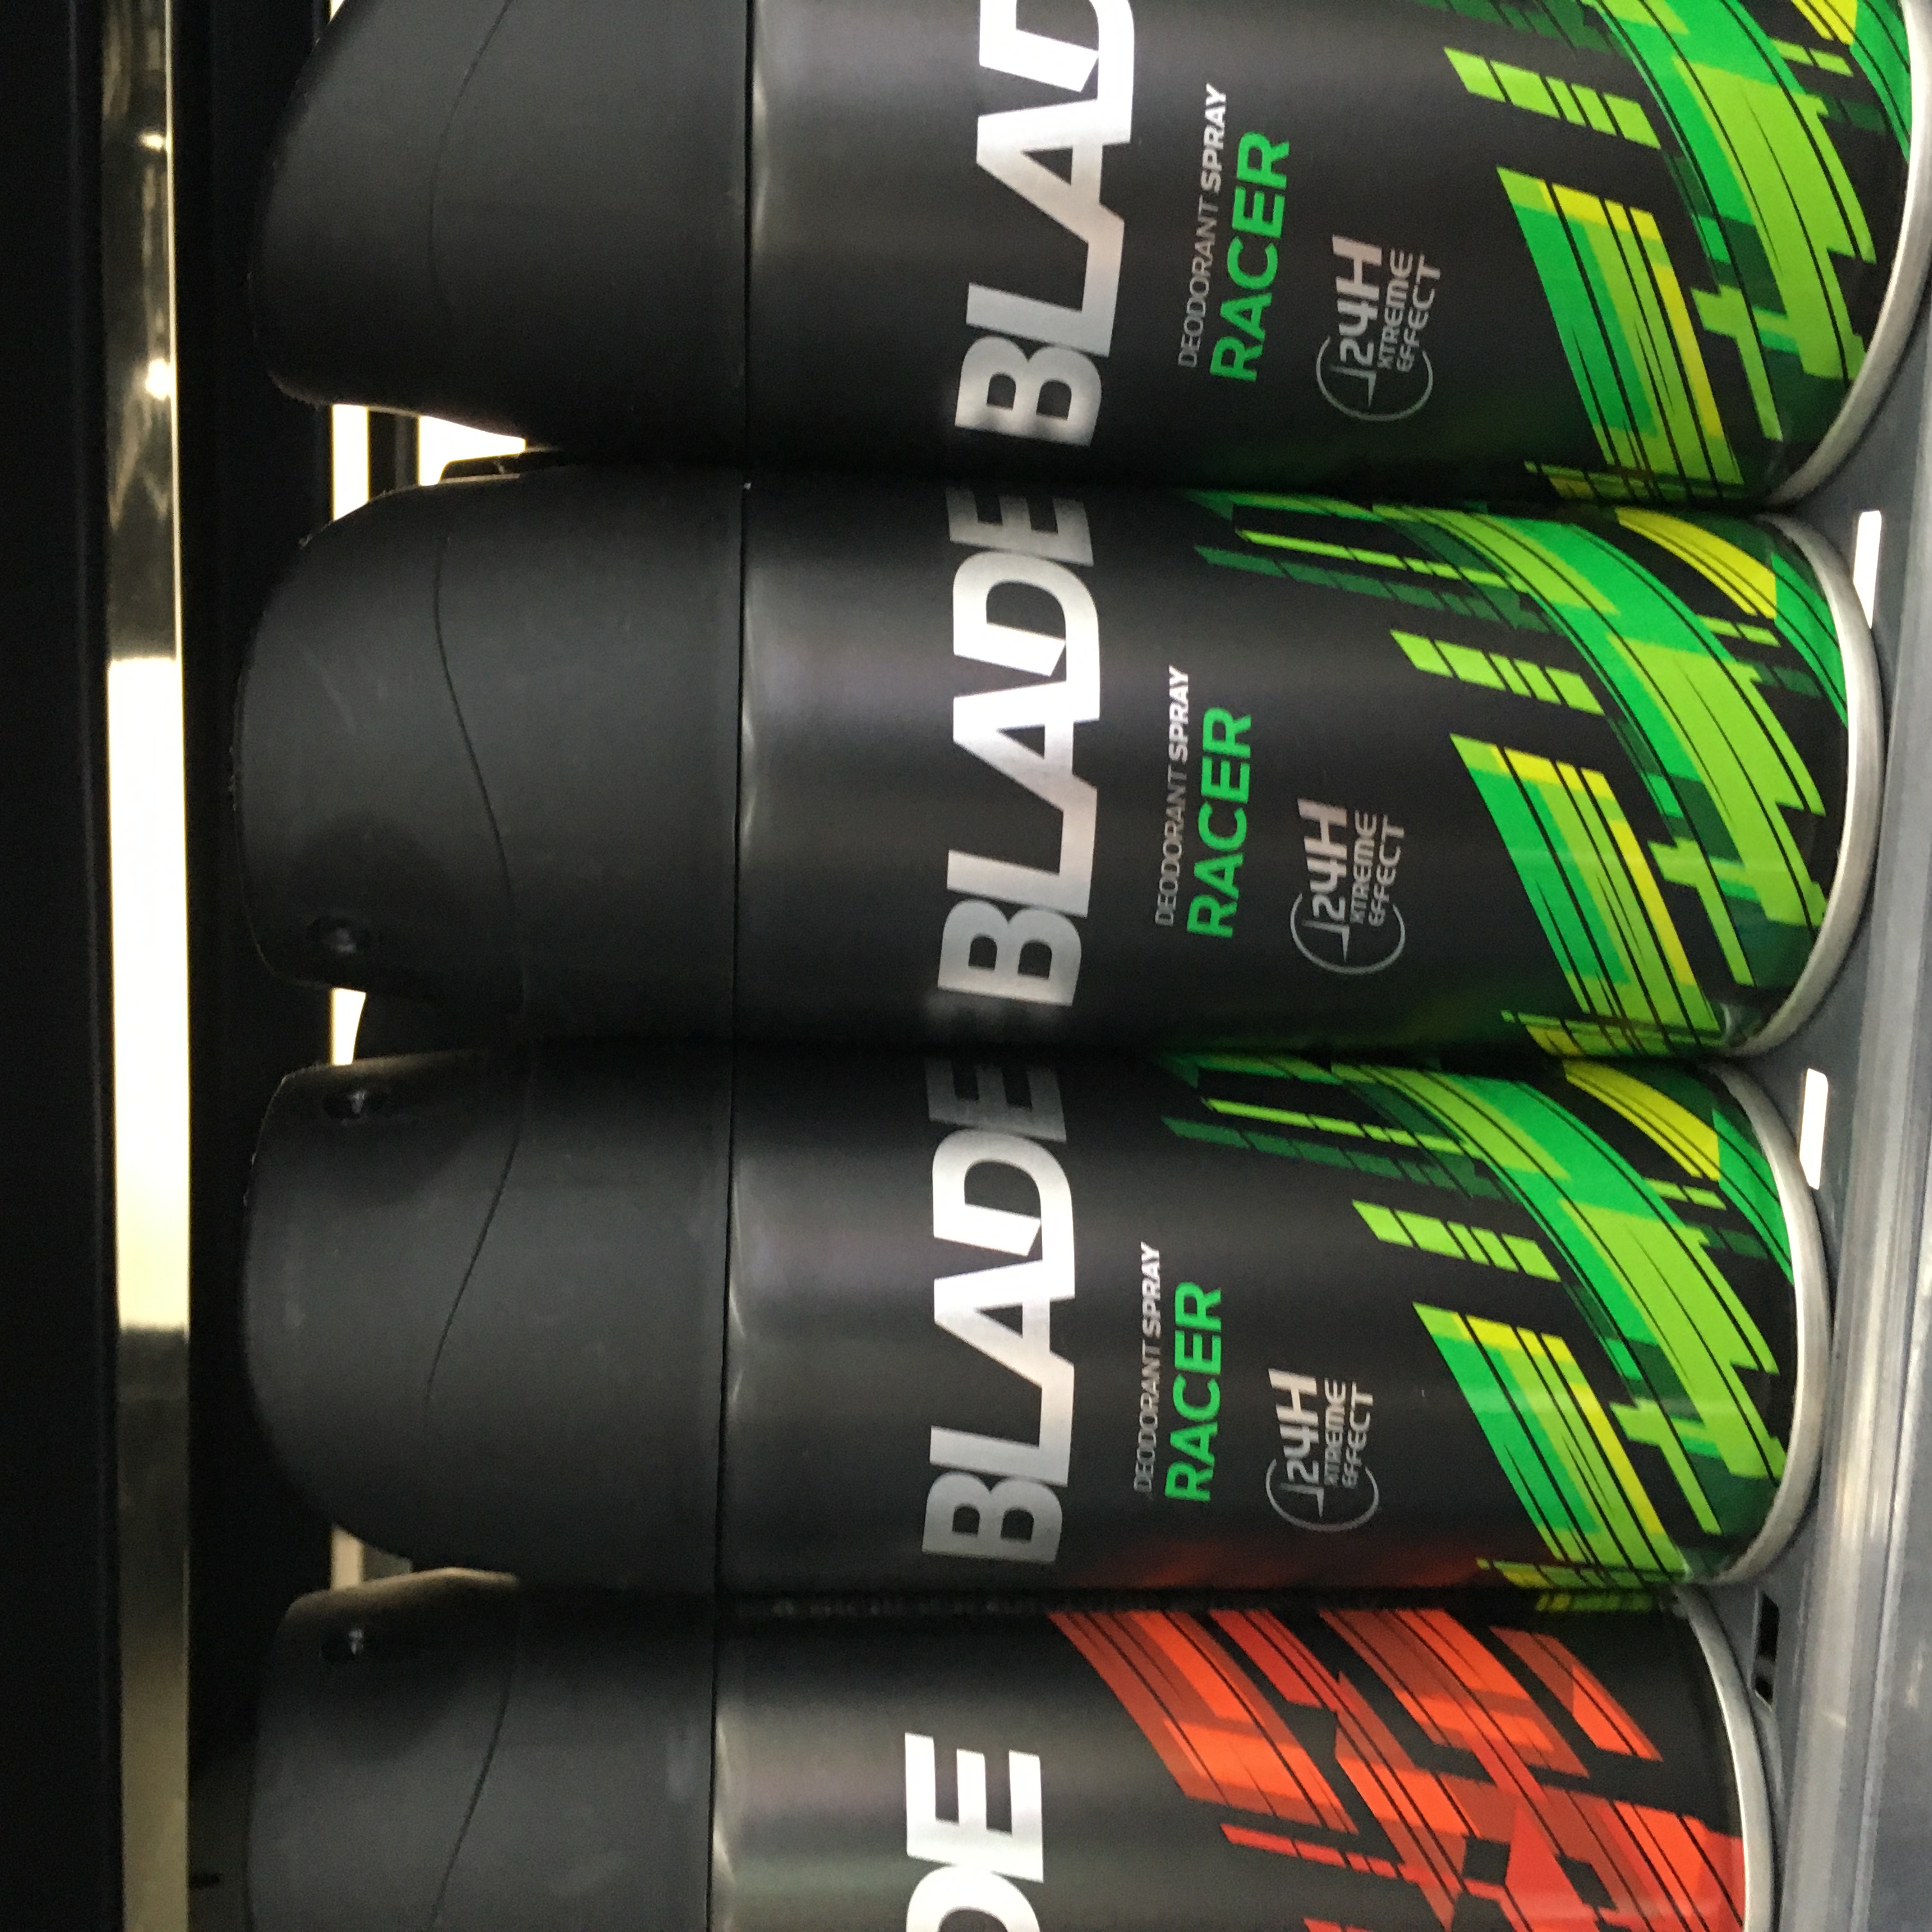 DE
BLADE
DEODORANT SPRAY
RACER
24H
XTREME
EFFECT
BLADE
DEODORANT SPRAY
RACER
24H
XTREME
EFFECT
BLAD
DEODORANT SPRAY
RACER
24H
XTREME
EFFECT